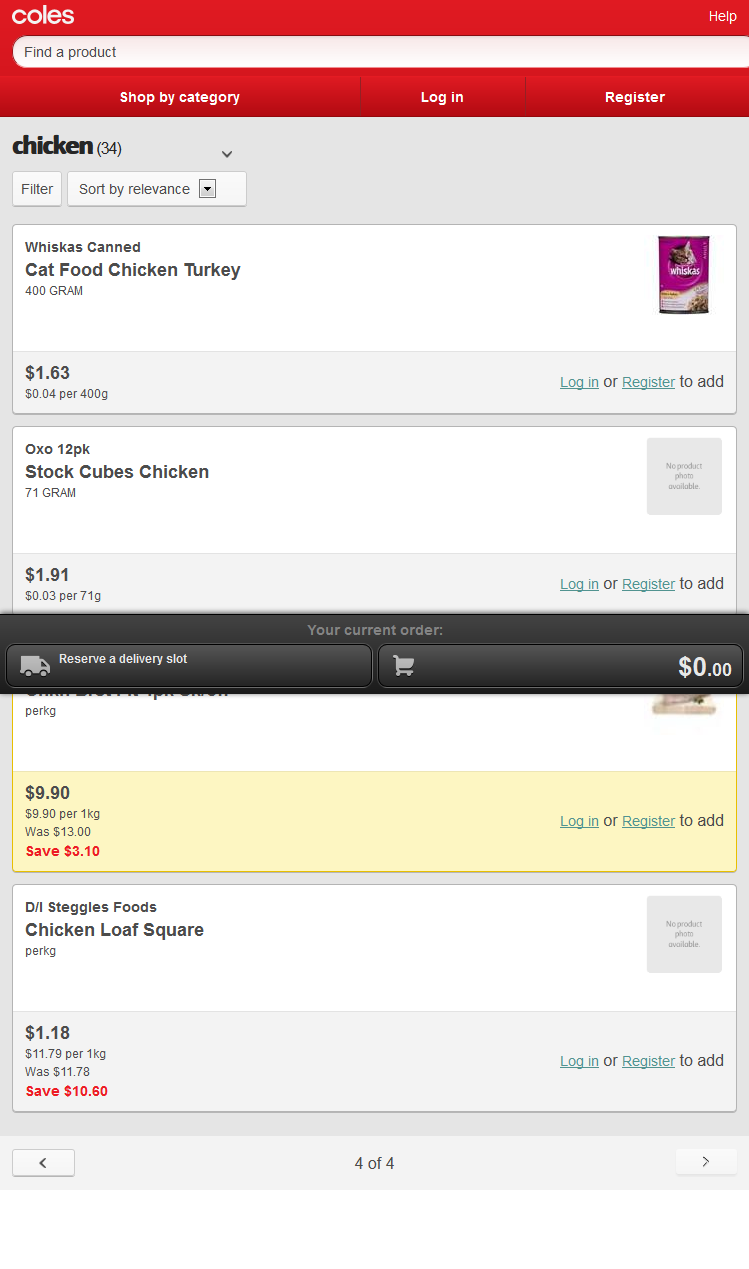 coles
Help
Find a product
Shop by category
Log in
Register
chicken (34)
Filter
Sort by relevance
Whiskas Canned
Cat Food Chicken Turkey
400 GRAM
whiskas
$1.63
$0.04 per 400g
Log in or Register to add
Oxo 12pk
Stock Cubes Chicken
71 GRAM
No product
photo
available.
$1.91
$0.03 per 71g
Log in or Register to add
Your current order:
Reserve a delivery slot
$0.00
perkg
$9.90
$9.90 per 1kg
Was $13.00
Save $3.10
Log in or Register to add
D/I Steggles Foods
Chicken Loaf Square
perkg
No product
photo
available.
$1.18
$11.79 per 1kg
Was $11.78
Save $10.60
Log in or Register to add
4 of 4